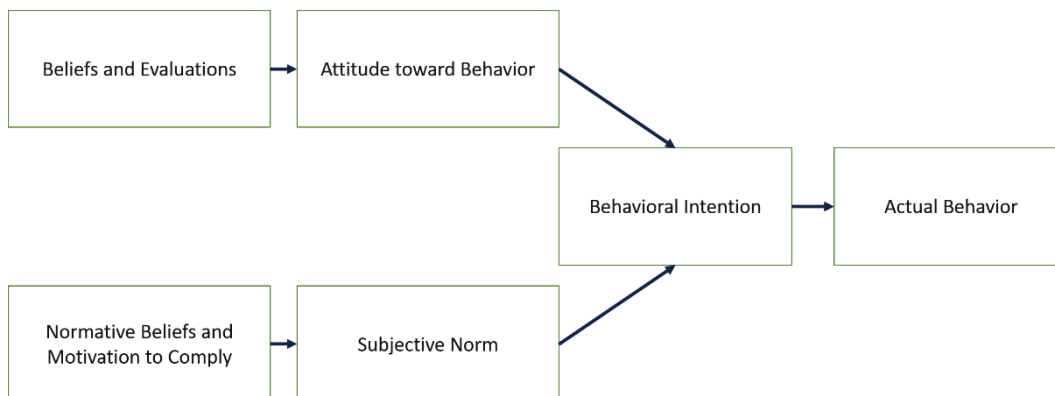 Beliefs and Evaluations
Attitude toward Behavior
Behavioral Intention
Actual Behavior
Normative Beliefs and
Motivation to Comply
Subjective Norm